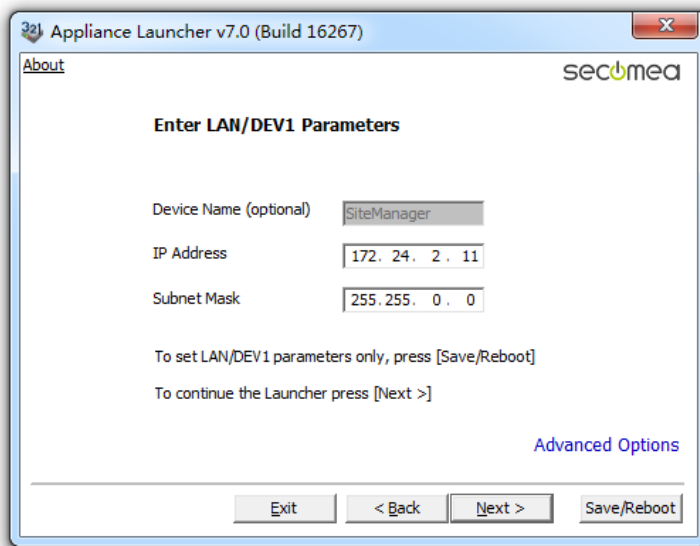 Appliance Launcher v7.0 (Build 16267)
About
secomea
Enter LAN/DEV1 Parameters
Device Name (optional) SiteManager
IP Address 172. 24. 2. 11
Subnet Mask 255.255. 0. 0
To set LAN/DEV1 parameters only, press [Save/Reboot]
To continue the Launcher press [Next >]
Advanced Options
Exit < Back Next > Save/Reboot